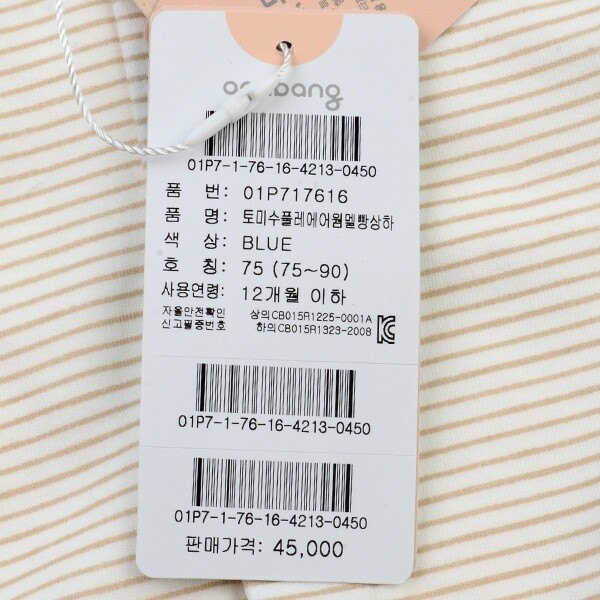 01P7-1-76-16-4213-0450
품 번: 01P717616
품 명: 토미수플레에어웜멜빵상하
색 상: BLUE
호 칭: 75 (75~90)
사용연령: 12개월 이하
자율안전확인 상의CB015R1225-0001A
신고필증번호 하의CB015R1323-2008
01P7-1-76-16-4213-0450
01P7-1-76-16-4213-0450
판매가격: 45,000